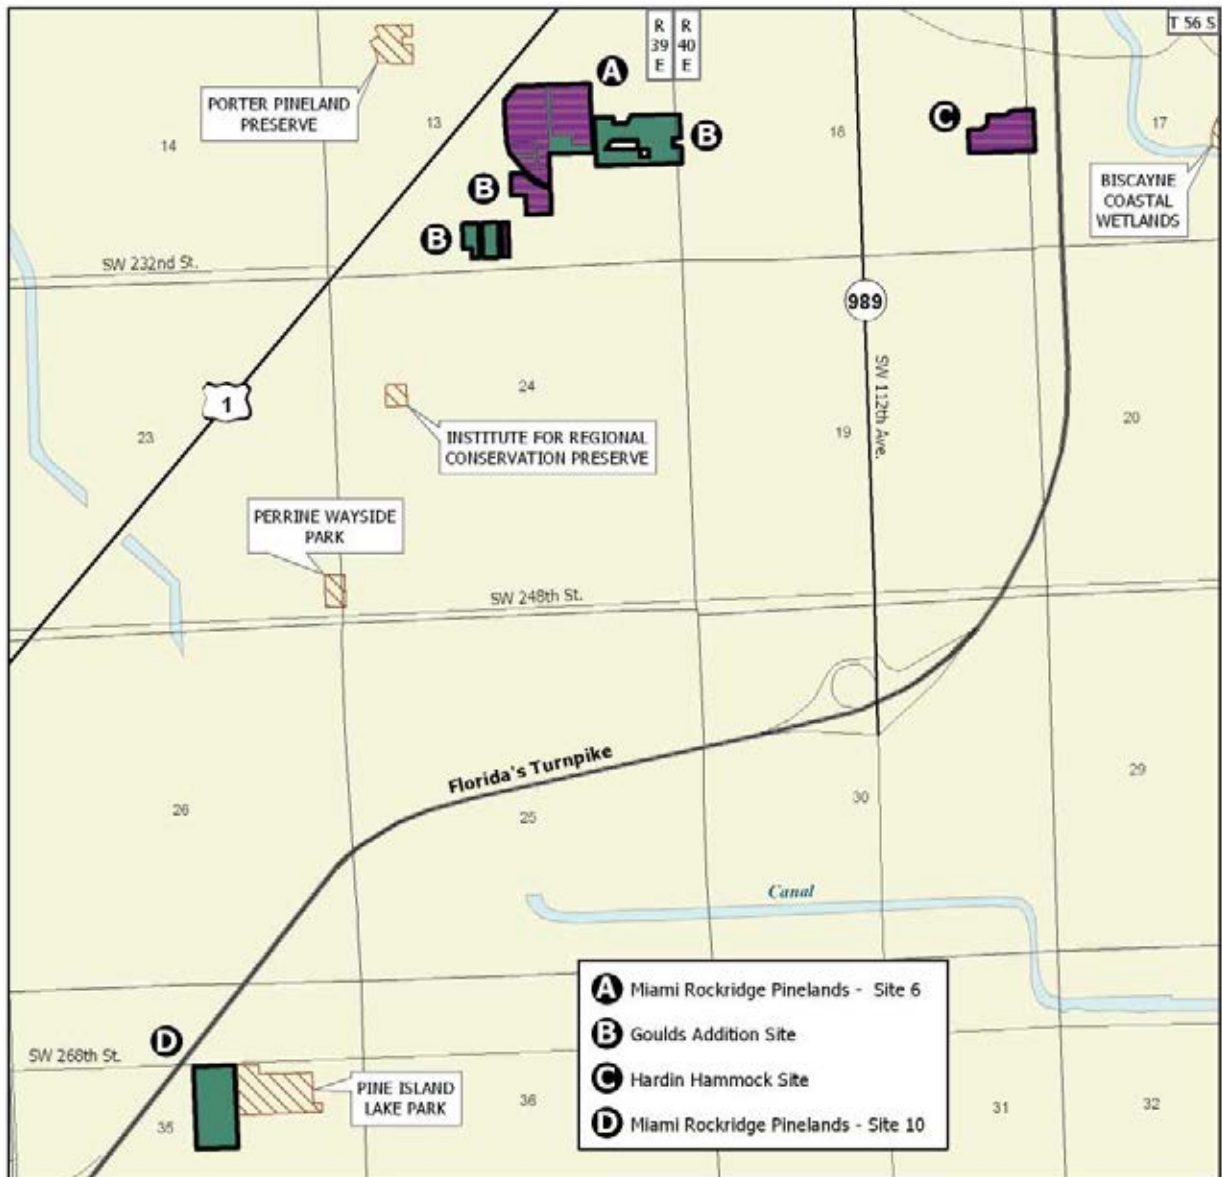 R
39
E
R
40
E
T 56 S
A
PORTER PINELAND
PRESERVE
13
14
B
18
C
17
B
BISCAYNE
COASTAL
WETLANDS
B
SW 232nd St.
989
SW 112th Ave.
24
1
23
INSTITUTE FOR REGIONAL
CONSERVATION PRESERVE
19
20
PERRINE WAYSIDE
PARK
SW 248th St.
Florida's Turnpike
26
25
30
29
Canal
D
SW 268th St.
PINE ISLAND
LAKE PARK
35
36
31
32
A Miami Rockridge Pinelands - Site 6
B Goulds Addition Site
C Hardin Hammock Site
D Miami Rockridge Pinelands - Site 10